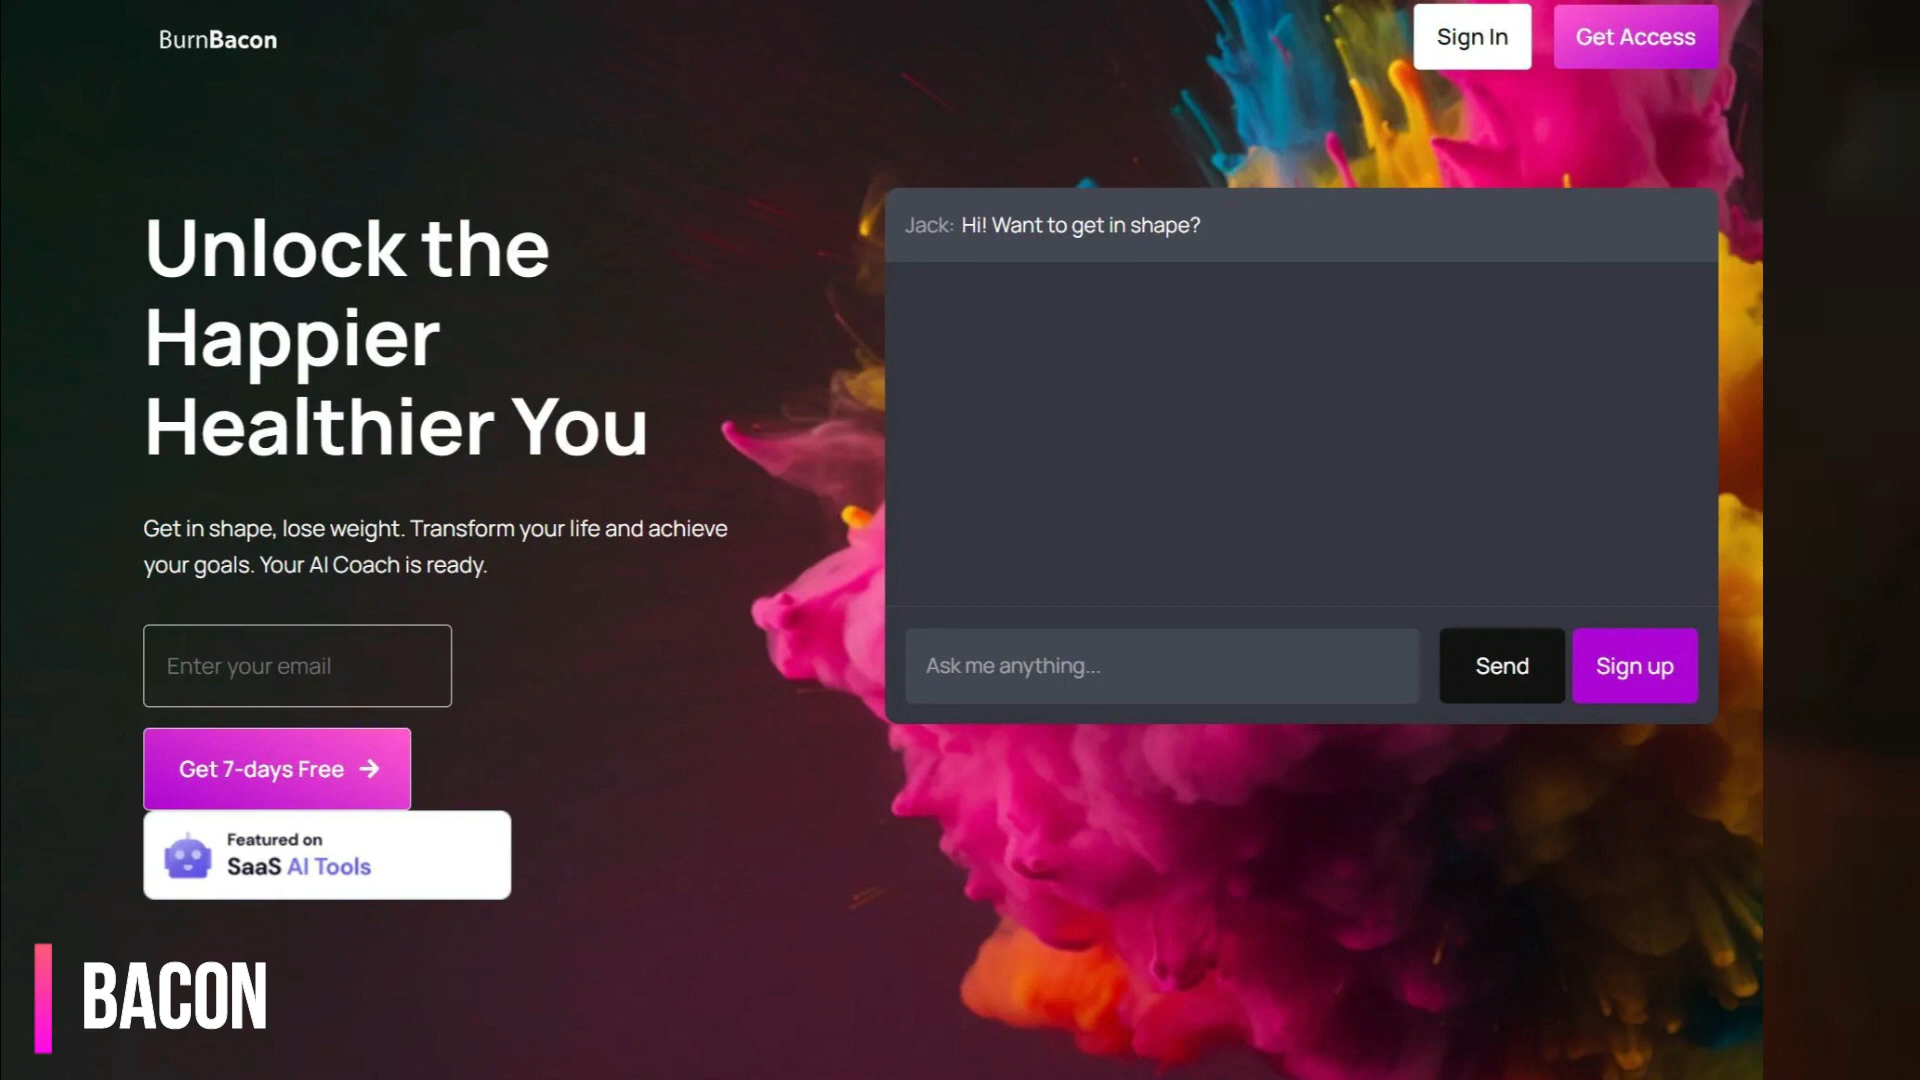 BurnBacon
Sign In
Get Access
Unlock the
Happier
Healthier You
Get in shape, lose weight. Transform your life and achieve
your goals. Your AI Coach is ready.
Enter your email
Get 7-days Free →
Featured on
SaaS AI Tools
Jack: Hi! Want to get in shape?
Ask me anything...
Send
Sign up
BACON